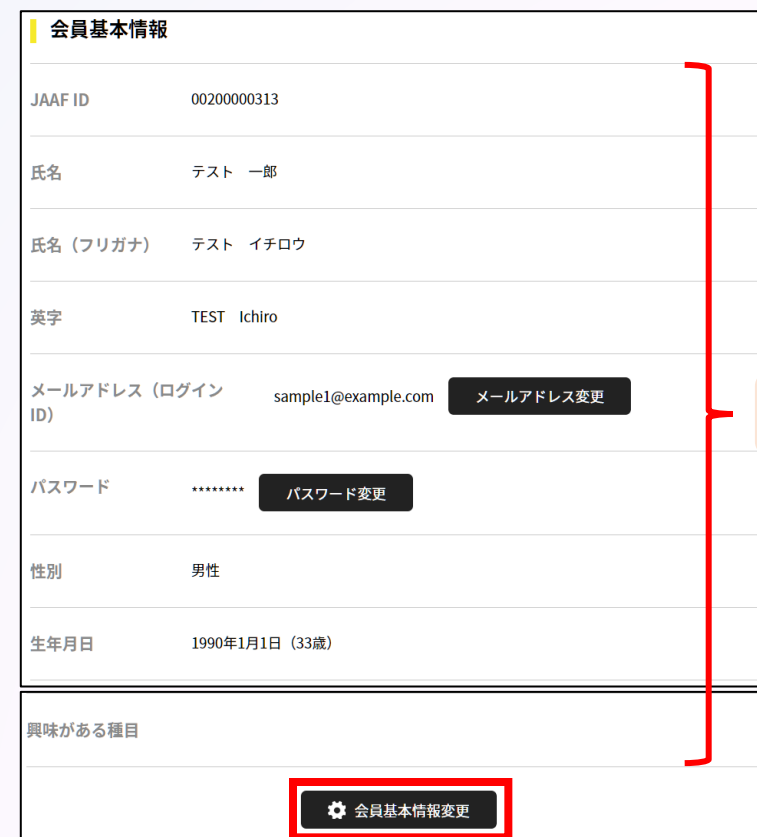 会員基本情報
JAAF ID 00200000313
氏名 テスト　一郎
氏名（フリガナ） テスト　イチロウ
英字 TEST　Ichiro
メールアドレス（ログイン
ID） sample1@example.com メールアドレス変更
パスワード ******** パスワード変更
性別 男性
生年月日 1990年1月1日（33歳）
興味がある種目
会員基本情報変更